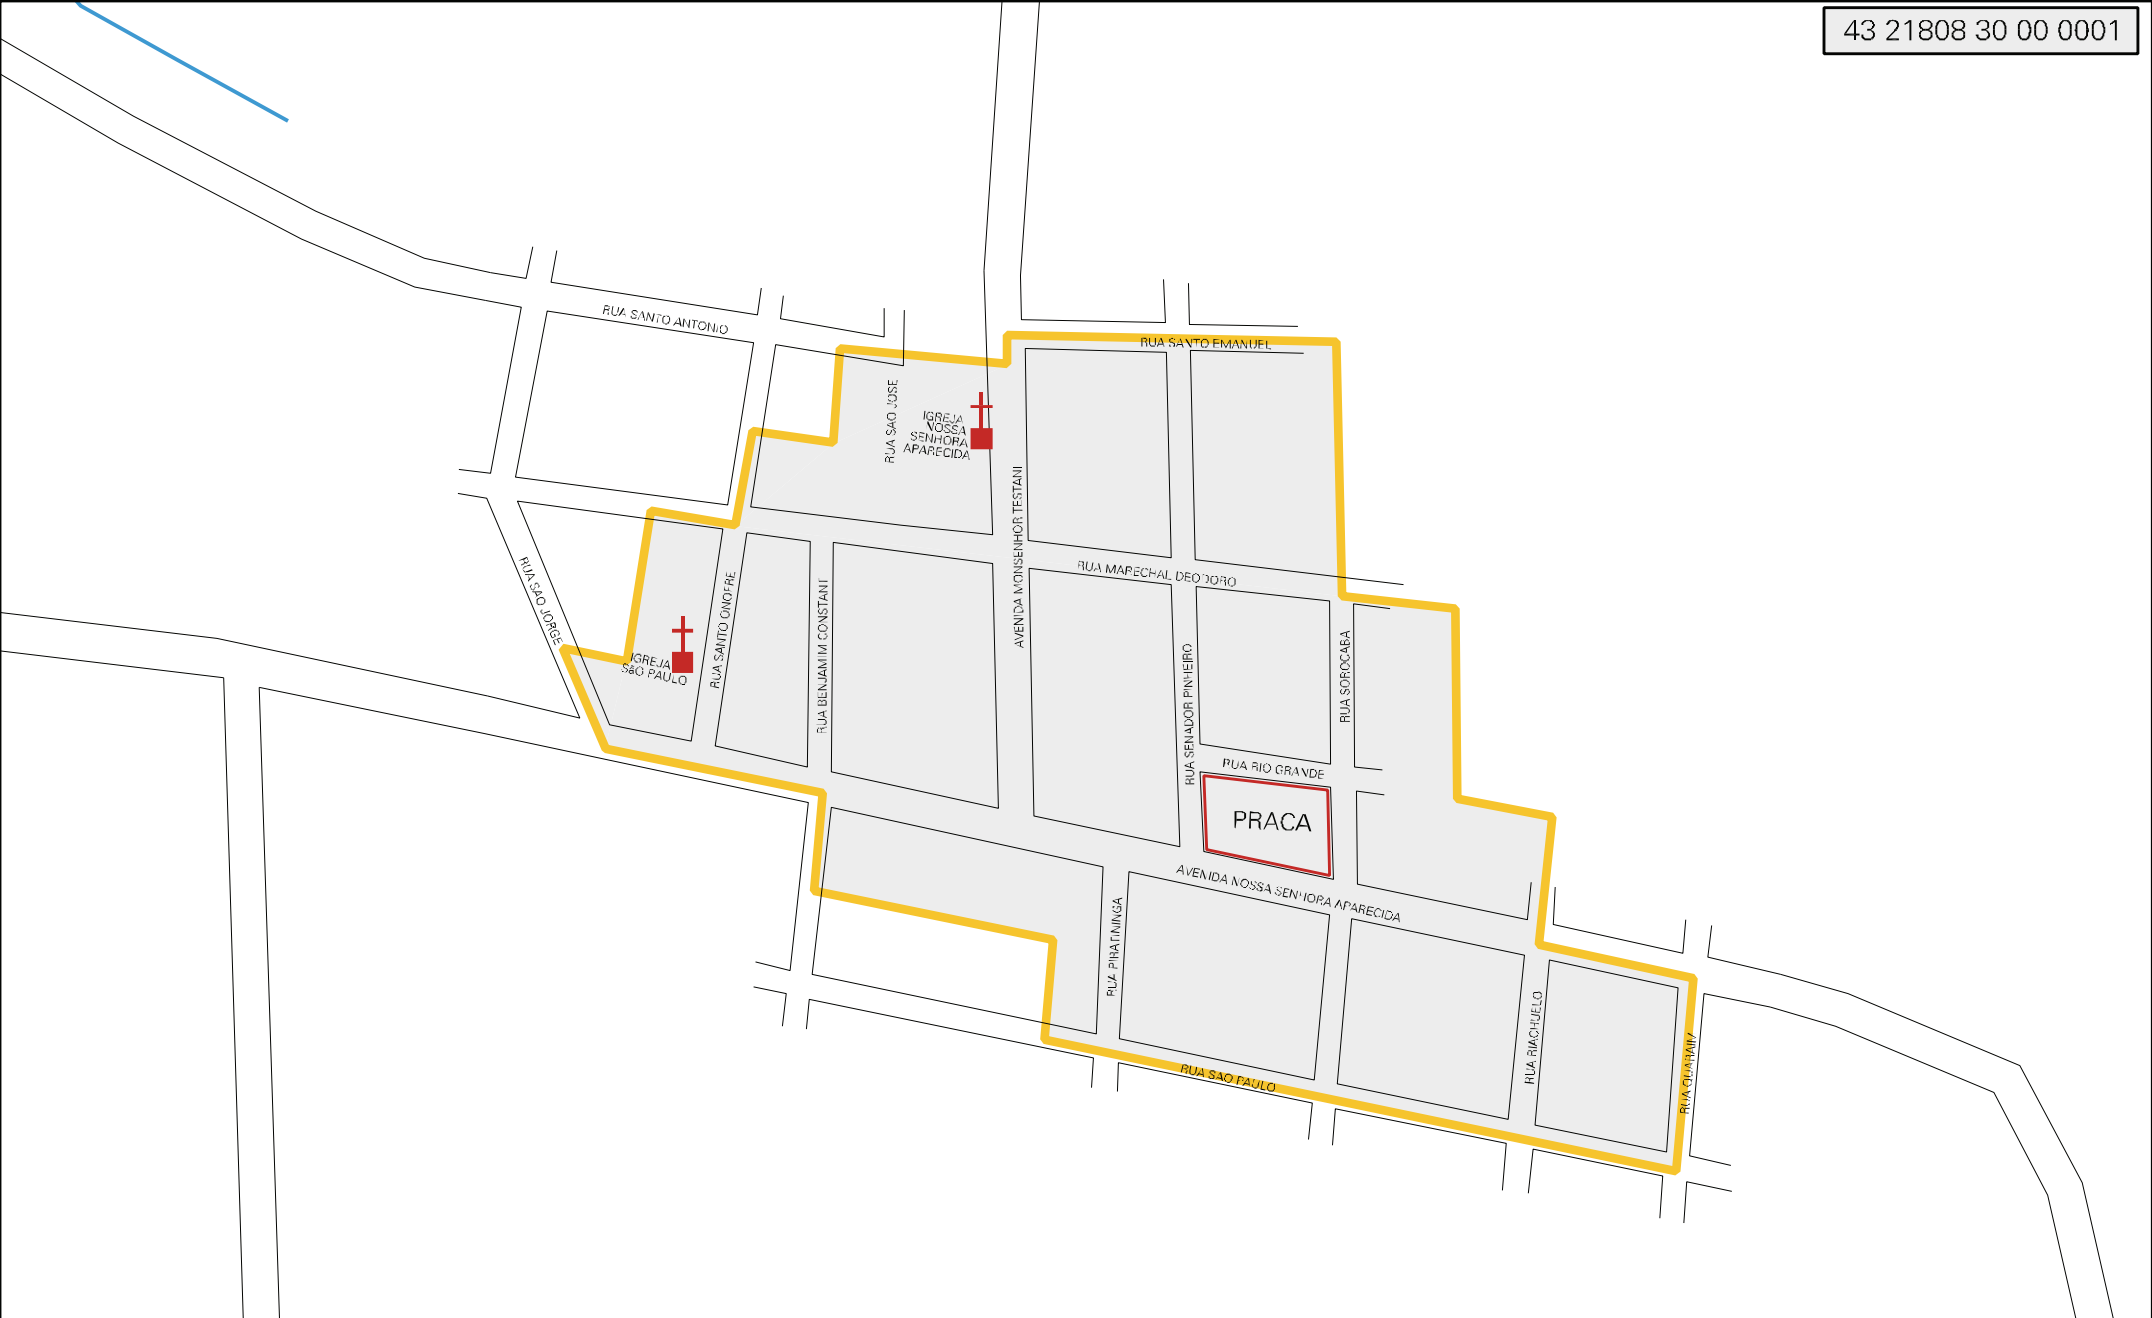 43 21808 30 00 0001
RUA SANTO ANTONIO
RUA SANTO EMANUEL
RUA SAO JOSE
IGREJA
NOSSA
SENHORA
APARECIDA
AVENIDA MONSENHOR TESTANI
RUA MARECHAL DEODORO
RUA SAO JORGE
RUA SANTO ONOFRE
RUA BENJAMIM CONSTANT
IGREJA
SãO PAULO
RUA SENADOR PINHEIRO
RUA SOROCABA
RUA RIO GRANDE
PRACA
AVENIDA NOSSA SENHORA APARECIDA
RUA PIRATININGA
RUA RIACHUELO
RUA QUARAIM
RUA SAO PAULO